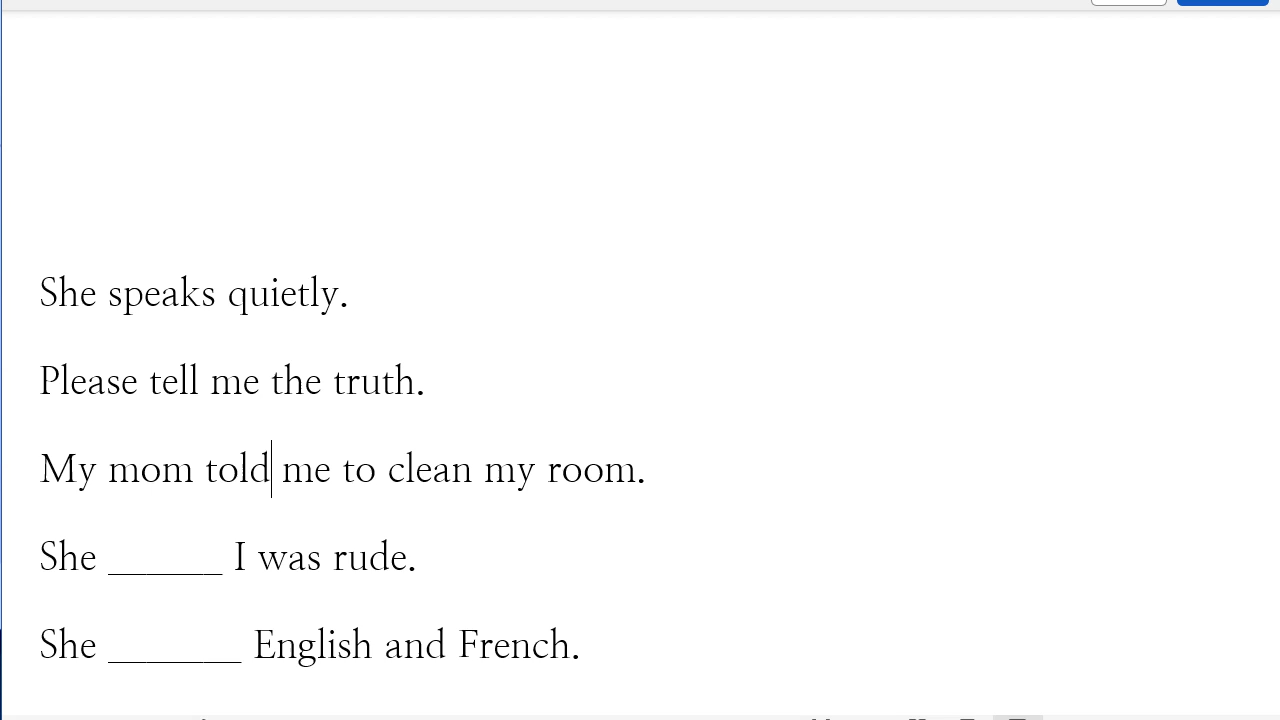 She speaks quietly.
Please tell me the truth.
My mom told me to clean my room.
She ______ I was rude.
She _______ English and French.